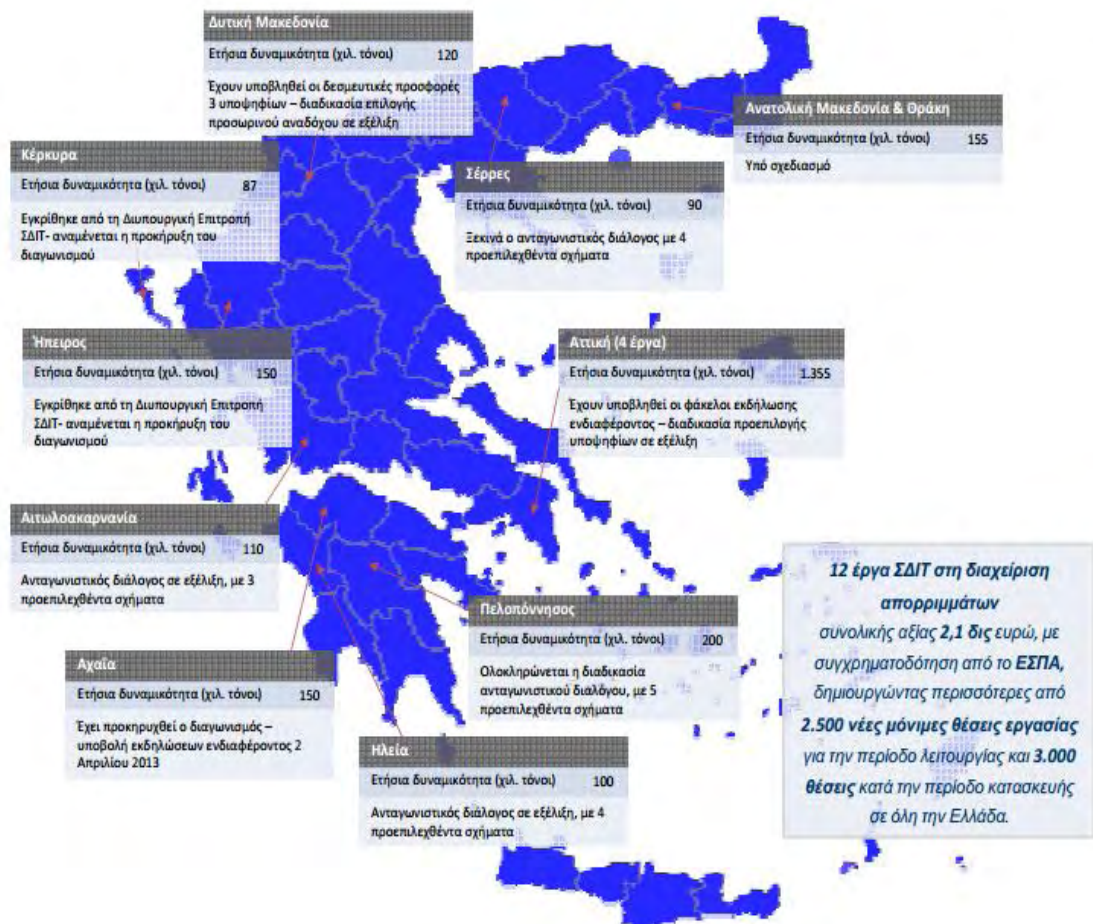 Δυτική Μακεδονία
Ετήσια δυναμικότητα (χιλ. τόνοι) 120
Έχουν υποβληθεί οι δεσμευτικές προσφορές
3 υποψηφίων – διαδικασία επιλογής
προσωρινού αναδόχου σε εξέλιξη
Ανατολική Μακεδονία & Θράκη
Ετήσια δυναμικότητα (χιλ. τόνοι) 155
Υπό σχεδιασμό
Κέρκυρα
Ετήσια δυναμικότητα (χιλ. τόνοι) 87
Εγκρίθηκε από τη Διυπουργική Επιτροπή
ΣΔΙΤ- αναμένεται η προκήρυξη του
διαγωνισμού
Σέρρες
Ετήσια δυναμικότητα (χιλ. τόνοι) 90
Ξεκινά ο ανταγωνιστικός διάλογος με 4
προεπιλεχθέντα σχήματα
Ήπειρος
Ετήσια δυναμικότητα (χιλ. τόνοι) 150
Εγκρίθηκε από τη Διυπουργική Επιτροπή
ΣΔΙΤ- αναμένεται η προκήρυξη του
διαγωνισμού
Αττική (4 έργα)
Ετήσια δυναμικότητα (χιλ. τόνοι) 1.355
Έχουν υποβληθεί οι φάκελοι εκδήλωσης
ενδιαφέροντος – διαδικασία προεπιλογής
υποψηφίων σε εξέλιξη
Αιτωλοακαρνανία
Ετήσια δυναμικότητα (χιλ. τόνοι) 110
Ανταγωνιστικός διάλογος σε εξέλιξη, με 3
προεπιλεχθέντα σχήματα
Πελοπόννησος
Ετήσια δυναμικότητα (χιλ. τόνοι) 200
Ολοκληρώνεται η διαδικασία
ανταγωνιστικού διαλόγου, με 5
προεπιλεχθέντα σχήματα
Αχαΐα
Ετήσια δυναμικότητα (χιλ. τόνοι) 150
Έχει προκηρυχθεί ο διαγωνισμός –
υποβολή εκδηλώσεων ενδιαφέροντος 2
Απριλίου 2013
Ηλεία
Ετήσια δυναμικότητα (χιλ. τόνοι) 100
Ανταγωνιστικός διάλογος σε εξέλιξη, με 4
προεπιλεχθέντα σχήματα
12 έργα ΣΔΙΤ στη διαχείριση
απορριμμάτων
συνολικής αξίας 2,1 δις ευρώ, με
συγχρηματοδότηση από το ΕΣΠΑ,
δημιουργώντας περισσότερες από
2.500 νέες μόνιμες θέσεις εργασίας
για την περίοδο λειτουργίας και 3.000
θέσεις κατά την περίοδο κατασκευής
σε όλη την Ελλάδα.